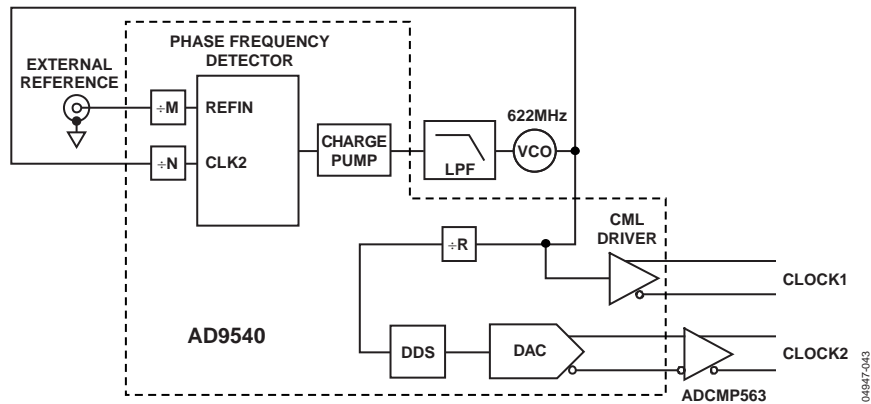 PHASE FREQUENCY
DETECTOR
EXTERNAL
REFERENCE
÷M
REFIN
622MHz
CHARGE
PUMP
VCO
÷N
CLK2
LPF
CML
DRIVER
÷R
CLOCK1
AD9540
DDS
DAC
CLOCK2
ADCMP563
04947-043